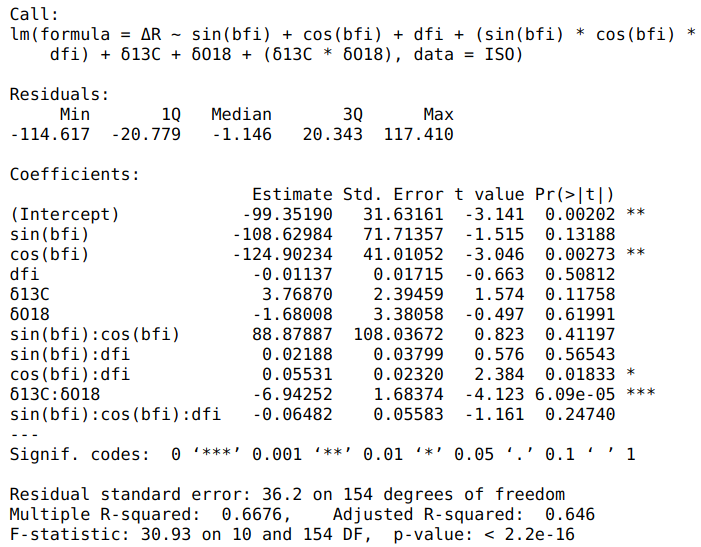 Call:
lm(formula = ΔR ~ sin(bfi) + cos(bfi) + dfi + (sin(bfi) * cos(bfi) *
    dfi) + δ13C + δO18 + (δ13C * δO18), data = ISO)

Residuals:
     Min       1Q   Median       3Q      Max
-114.617  -20.779   -1.146   20.343  117.410

Coefficients:
                        Estimate Std. Error t value Pr(>|t|)
(Intercept)            -99.35190   31.63161  -3.141  0.00202 **
sin(bfi)              -108.62984   71.71357  -1.515  0.13188
cos(bfi)              -124.90234   41.01052  -3.046  0.00273 **
dfi                     -0.01137    0.01715  -0.663  0.50812
δ13C                     3.76870    2.39459   1.574  0.11758
δO18                    -1.68008    3.38058  -0.497  0.61991
sin(bfi):cos(bfi)       88.87887  108.03672   0.823  0.41197
sin(bfi):dfi             0.02188    0.03799   0.576  0.56543
cos(bfi):dfi             0.05531    0.02320   2.384  0.01833 *
δ13C:δO18               -6.94252    1.68374  -4.123 6.09e-05 ***
sin(bfi):cos(bfi):dfi   -0.06482    0.05583  -1.161  0.24740
---
Signif. codes:  0 ‘***’ 0.001 ‘**’ 0.01 ‘*’ 0.05 ‘.’ 0.1 ‘ ’ 1

Residual standard error: 36.2 on 154 degrees of freedom
Multiple R-squared:  0.6676,    Adjusted R-squared:  0.646
F-statistic: 30.93 on 10 and 154 DF,  p-value: < 2.2e-16